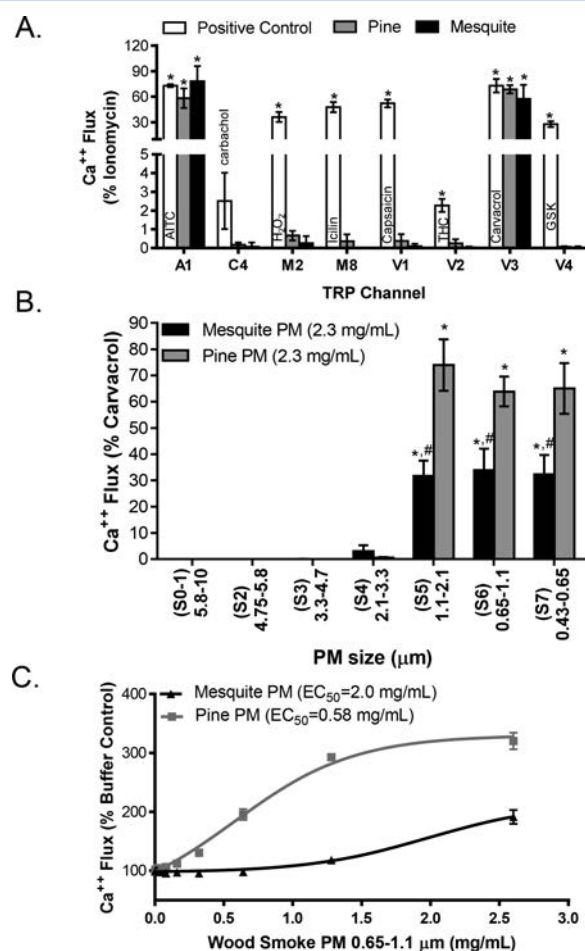 A.
Positive Control Pine Mesquite
Ca++ Flux
(% Ionomycin)
90
60
30
5
4
3
2
1
0
* * * * * * * * * * *
AITC
carbachol
H2O2
Icilin
Capsaicin
THC
Carvacrol
GSK
A1 C4 M2 M8 V1 V2 V3 V4
TRP Channel
B.
Mesquite PM (2.3 mg/mL)
Pine PM (2.3 mg/mL)
Ca++ Flux (% Carvacrol)
90
80
70
60
50
40
30
20
10
0
* * *
*,# *,# *,#
(S0-1)
5.8-10
(S2)
4.75-5.8
(S3)
3.3-4.7
(S4)
2.1-3.3
(S5)
1.1-2.1
(S6)
0.65-1.1
(S7)
0.43-0.65
PM size (μm)
C.
Mesquite PM (EC50=2.0 mg/mL)
Pine PM (EC50=0.58 mg/mL)
Ca++ Flux (% Buffer Control)
400
300
200
100
0.0 0.5 1.0 1.5 2.0 2.5 3.0
Wood Smoke PM 0.65-1.1 μm (mg/mL)